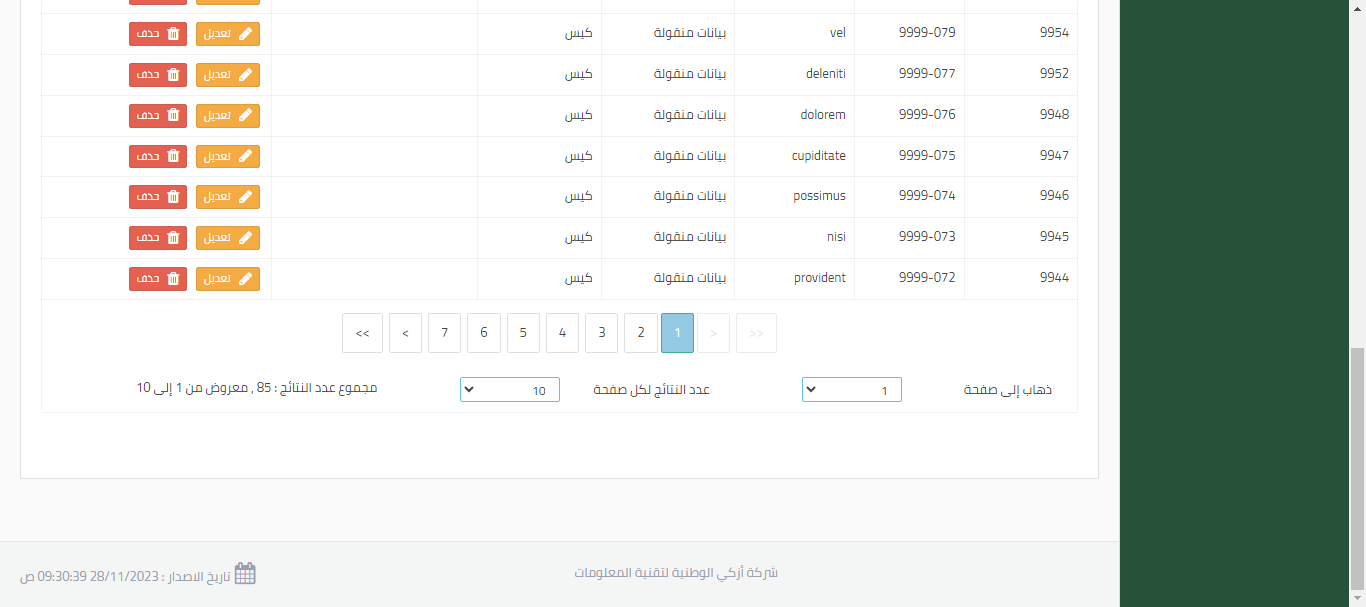 9954 9999-079 vel بيانات منقولة كيس تعديل حذف
9952 9999-077 deleniti بيانات منقولة كيس تعديل حذف
9948 9999-076 dolorem بيانات منقولة كيس تعديل حذف
9947 9999-075 cupiditate بيانات منقولة كيس تعديل حذف
9946 9999-074 possimus بيانات منقولة كيس تعديل حذف
9945 9999-073 nisi بيانات منقولة كيس تعديل حذف
9944 9999-072 provident بيانات منقولة كيس تعديل حذف
<< < 7 6 5 4 3 2 1 > >>
ذهاب إلى صفحة 1 عدد النتائج لكل صفحة 10 مجموع عدد النتائج : 85 , معروض من 1 إلى 10
شركة أزكي الوطنية لتقنية المعلومات
تاريخ الاصدار : 28/11/2023 09:30:39 ص